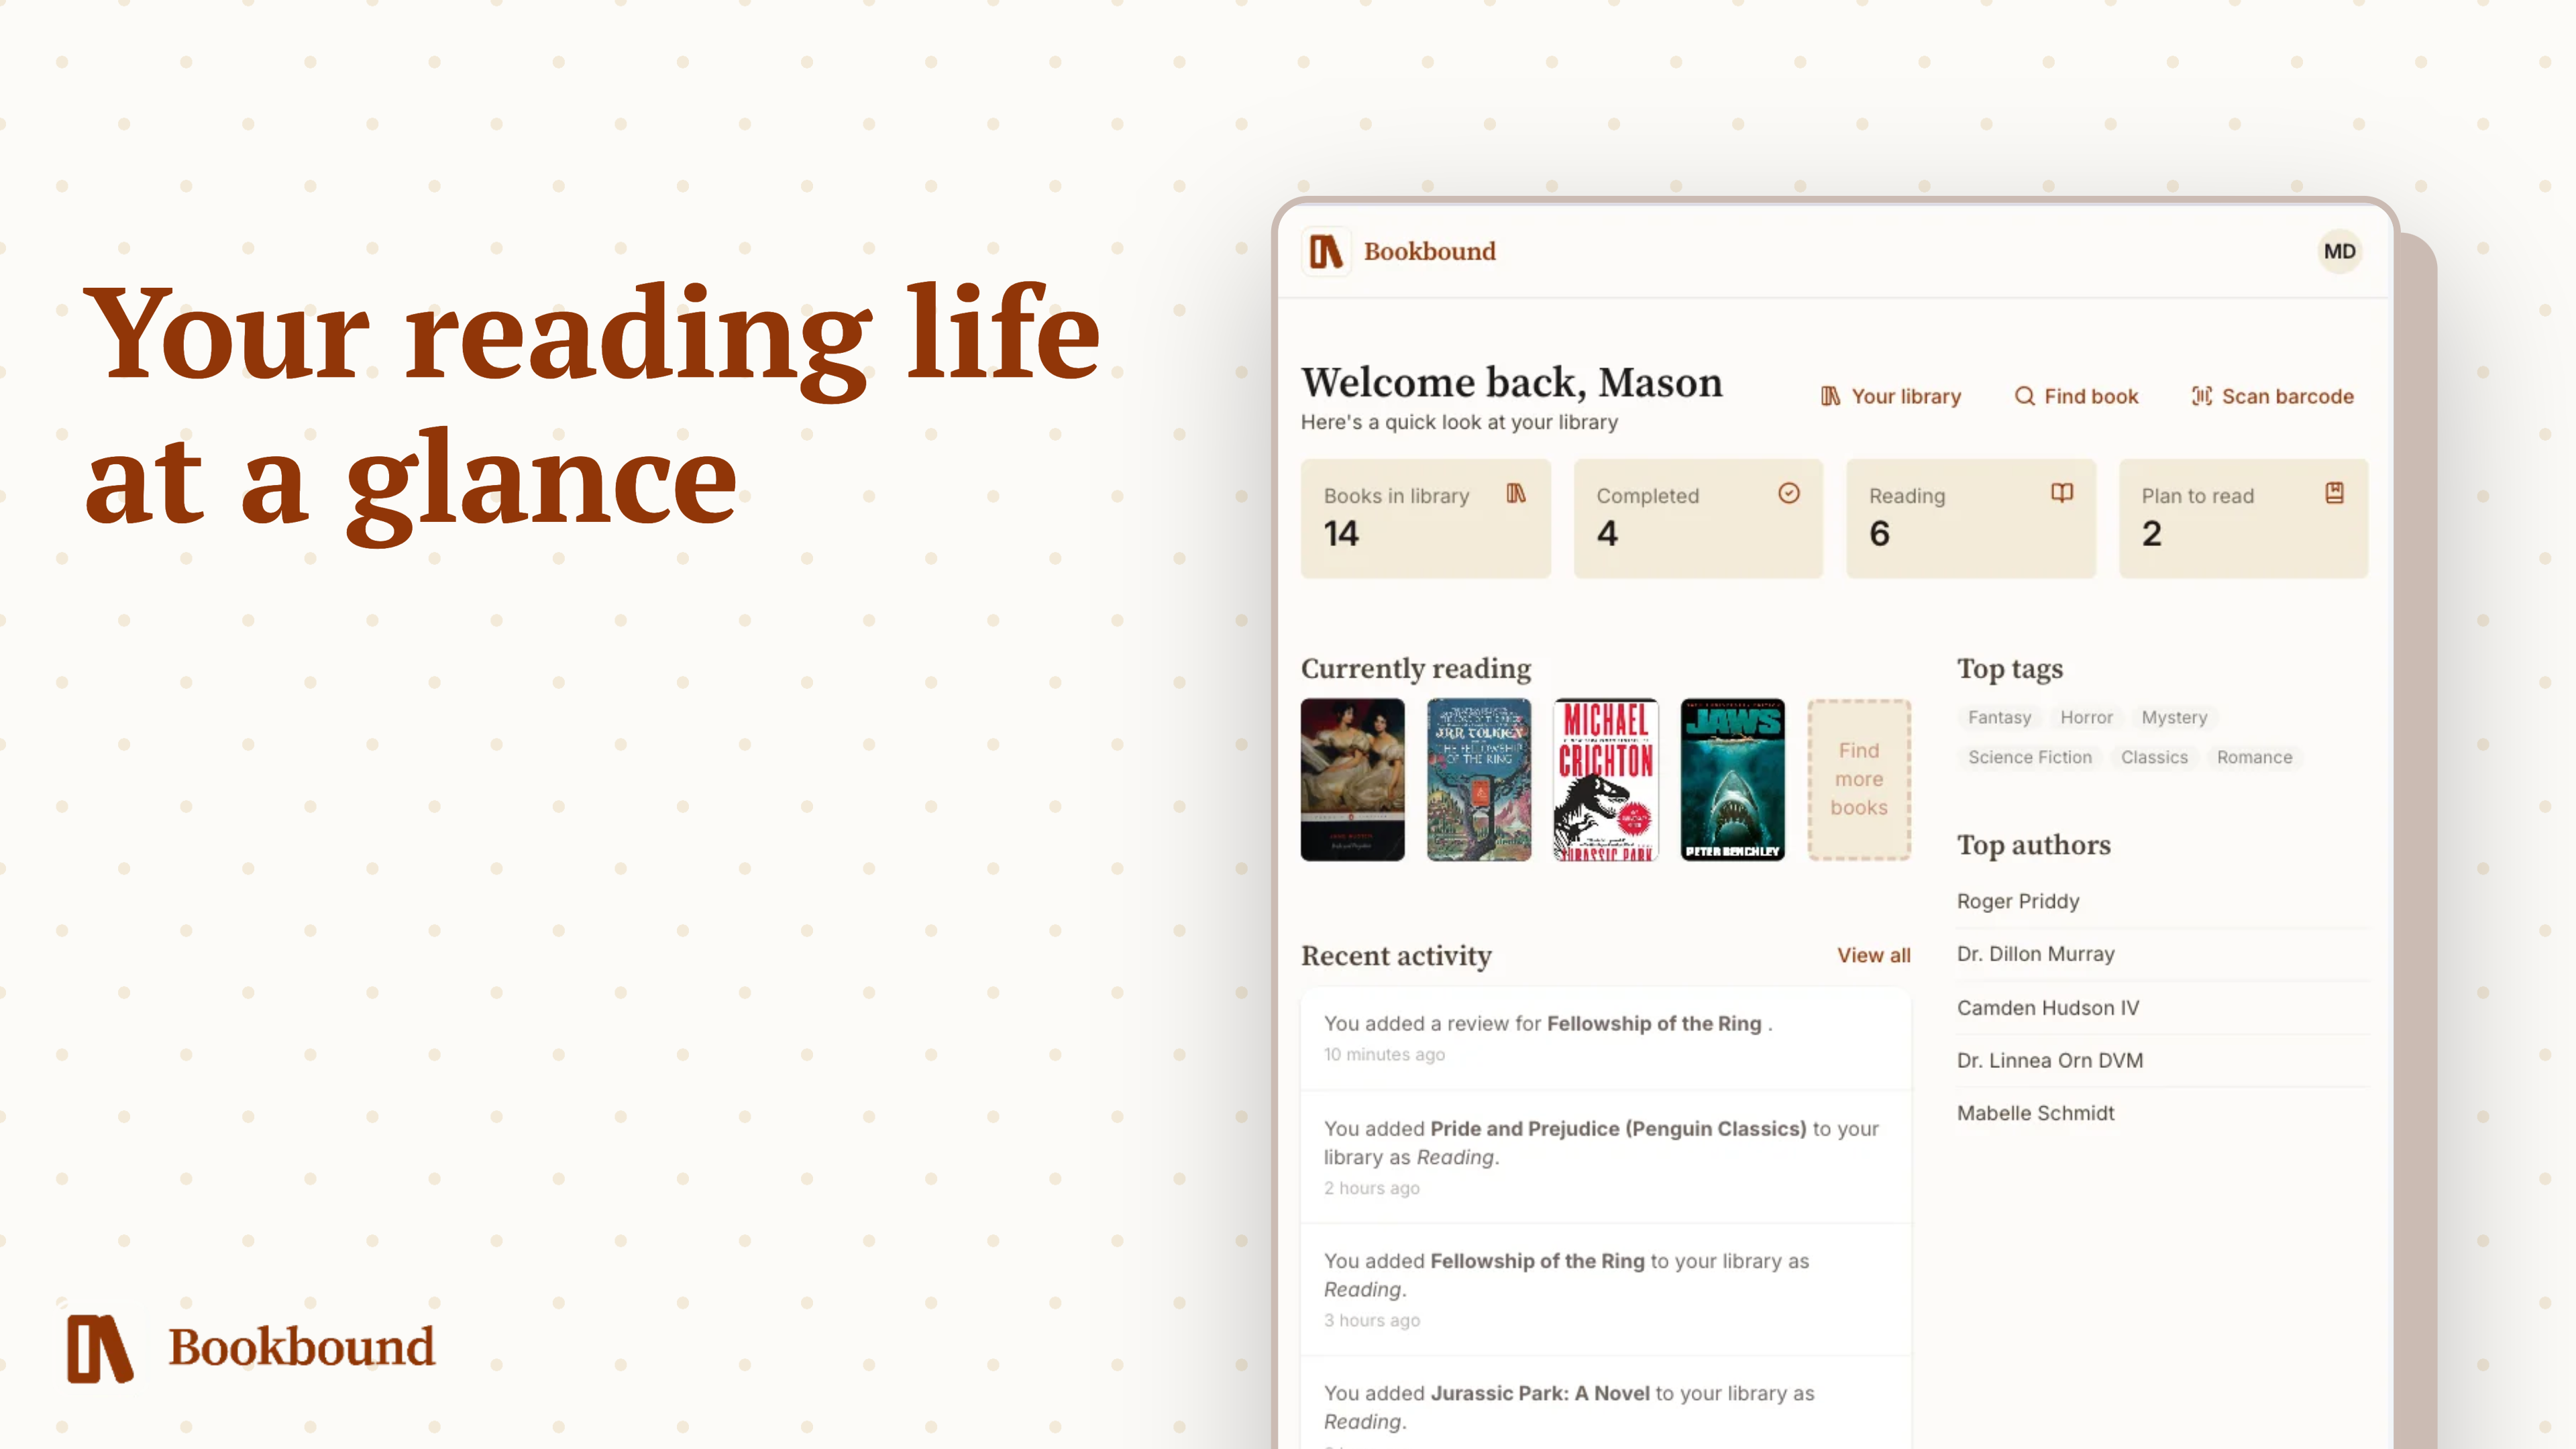 Your reading life
at a glance
Bookbound
Bookbound
MD
Welcome back, Mason
Here's a quick look at your library
Your library
Find book
Scan barcode
Books in library
14
Completed
4
Reading
6
Plan to read
2
Currently reading
J.R.R. TOLKIEN
THE FELLOWSHIP
OF THE RING
MICHAEL
CRICHTON
JURASSIC PARK
JAWS
PETER BENCHLEY
Find
more
books
Recent activity
View all
You added a review for Fellowship of the Ring .
10 minutes ago
You added Pride and Prejudice (Penguin Classics) to your
library as Reading.
2 hours ago
You added Fellowship of the Ring to your library as
Reading.
3 hours ago
You added Jurassic Park: A Novel to your library as
Reading.
Top tags
Fantasy
Horror
Mystery
Science Fiction
Classics
Romance
Top authors
Roger Priddy
Dr. Dillon Murray
Camden Hudson IV
Dr. Linnea Orn DVM
Mabelle Schmidt